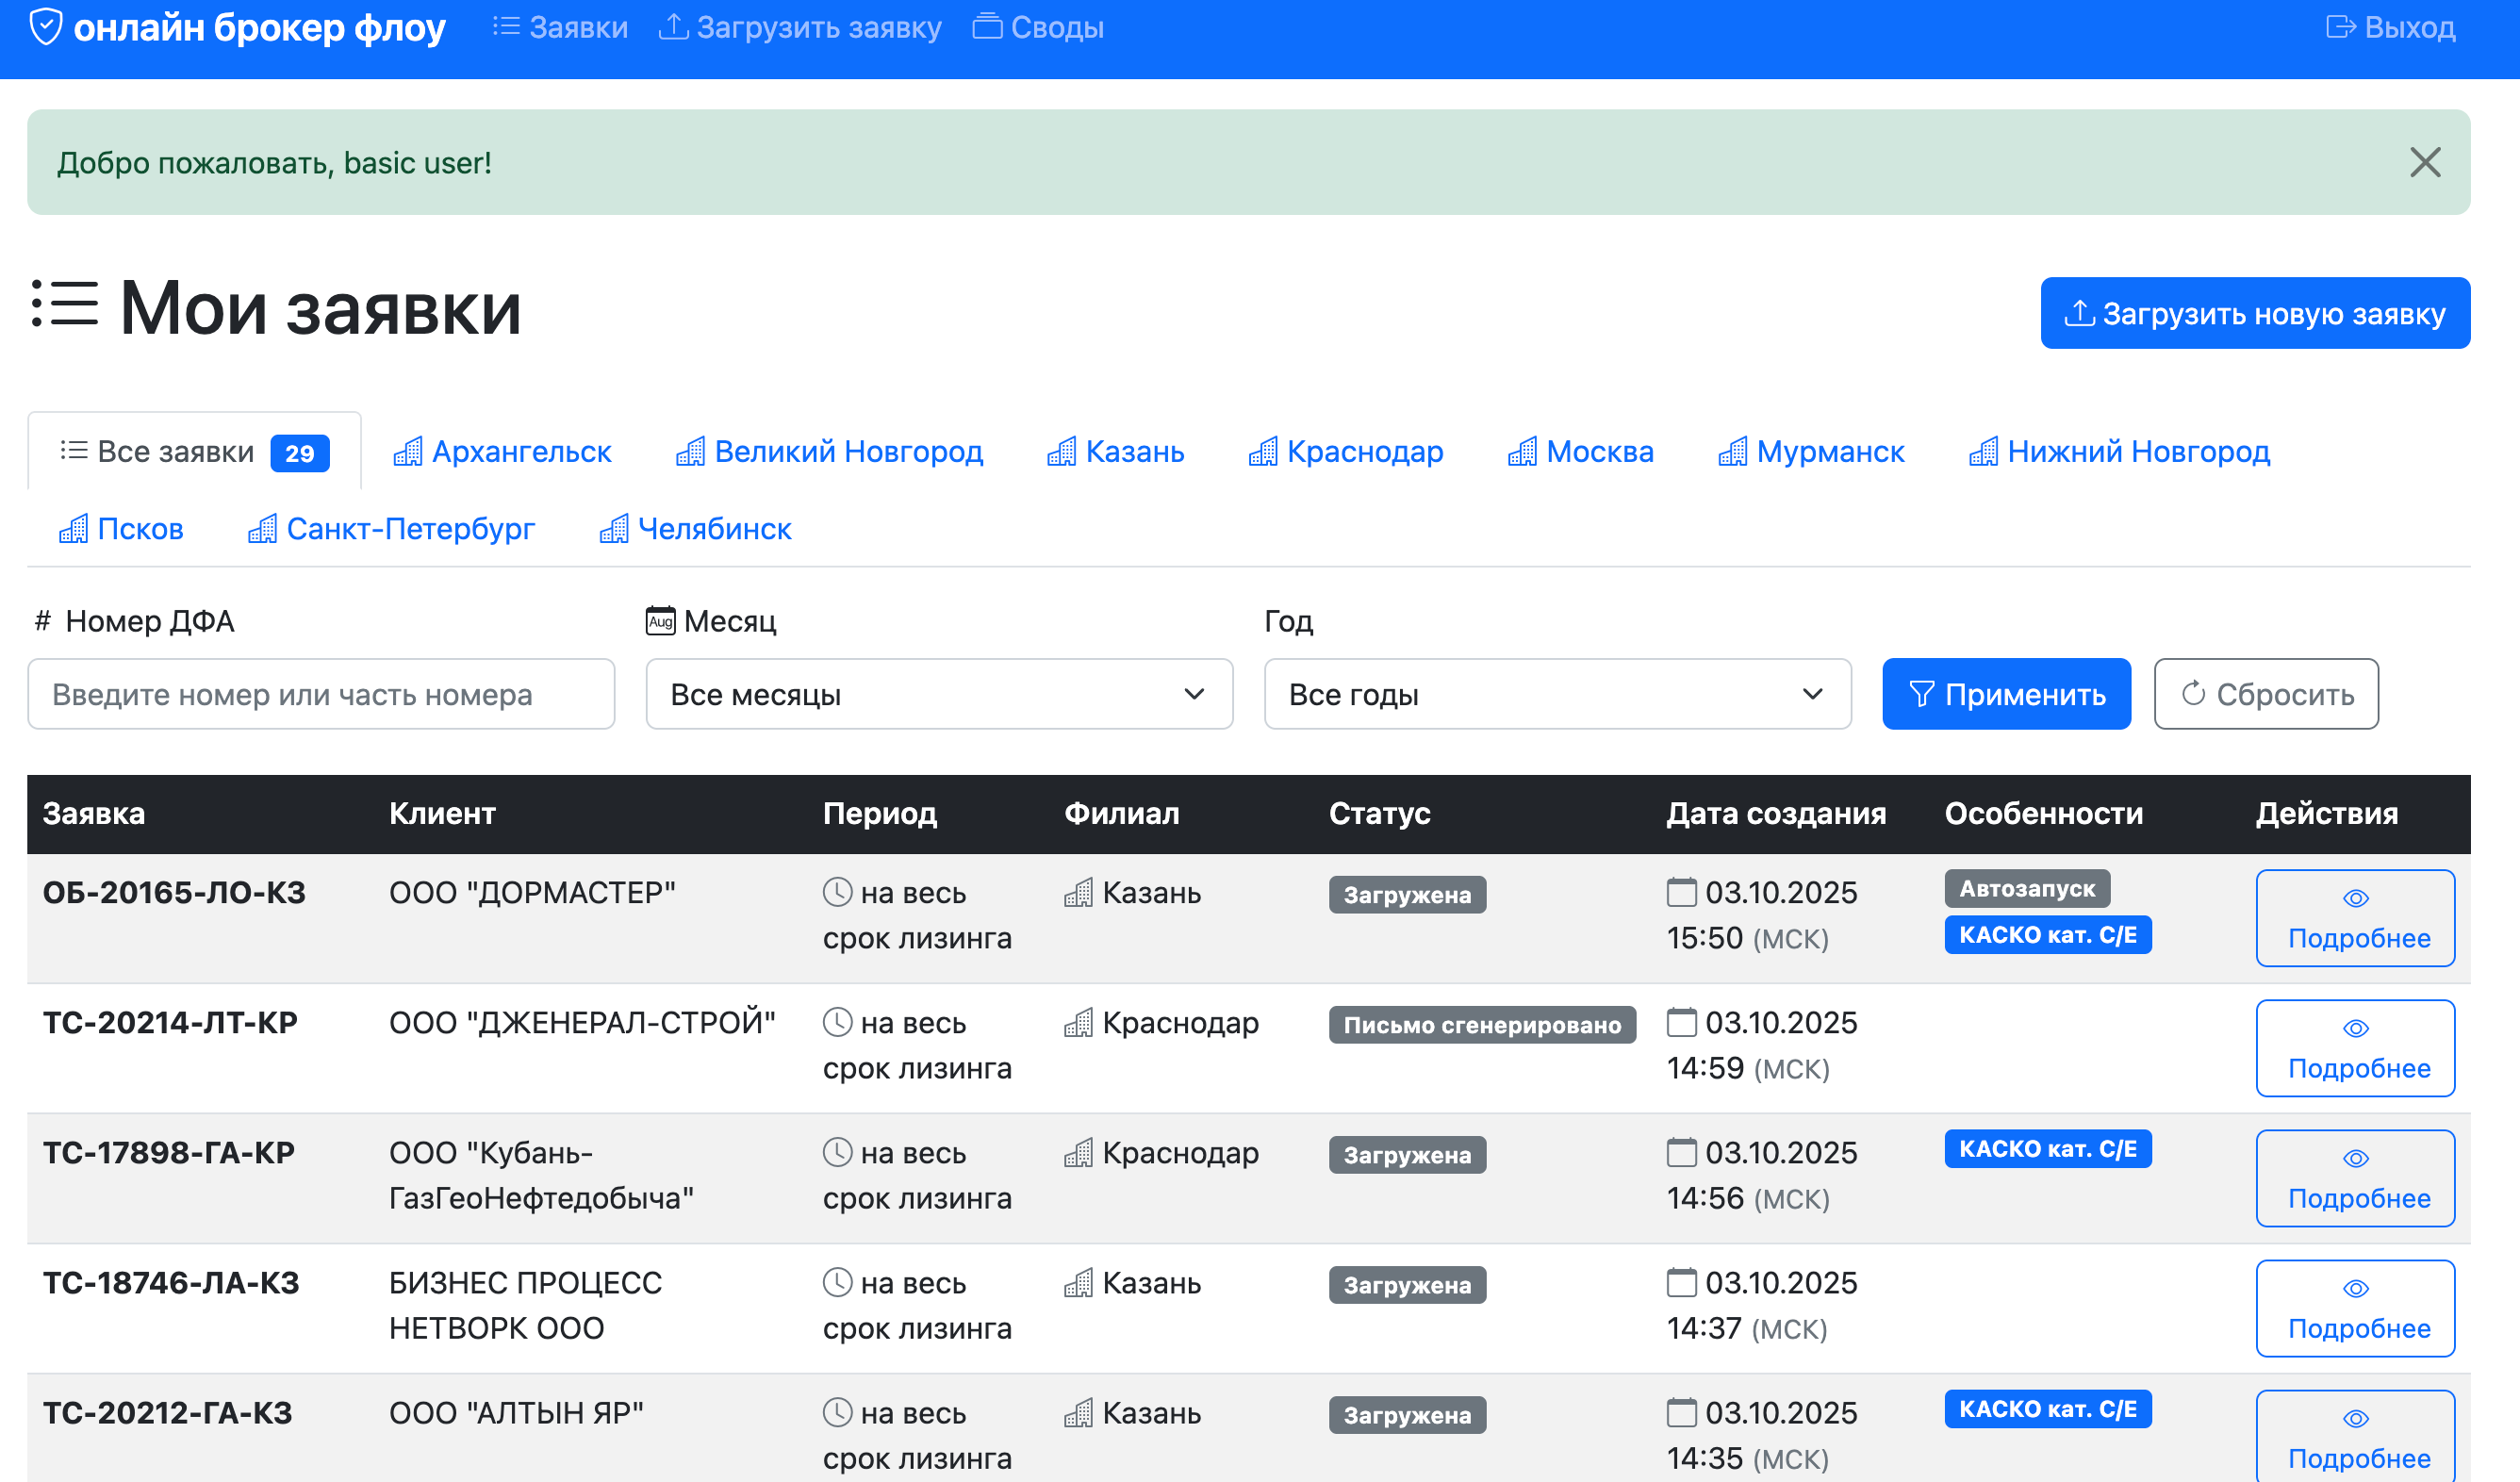 онлайн брокер флоу Заявки Загрузить заявку Своды Выход
Добро пожаловать, basic user!
Мои заявки
Загрузить новую заявку
Все заявки 29 Архангельск Великий Новгород Казань Краснодар Москва Мурманск Нижний Новгород
Псков Санкт-Петербург Челябинск
# Номер ДФА Aug Месяц Год
Введите номер или часть номера Все месяцы Все годы Применить Сбросить
Заявка Клиент Период Филиал Статус Дата создания Особенности Действия
ОБ-20165-ЛО-КЗ ООО "ДОРМАСТЕР" на весь Казань Загружена 03.10.2025 Автозапуск
срок лизинга 15:50 (МСК) КАСКО кат. C/E Подробнее
ТС-20214-ЛТ-КР ООО "ДЖЕНЕРАЛ-СТРОЙ" на весь Краснодар Письмо сгенерировано 03.10.2025
срок лизинга 14:59 (МСК) Подробнее
ТС-17898-ГА-КР ООО "Кубань- на весь Краснодар Загружена 03.10.2025 КАСКО кат. C/E
ГазГеоНефтедобыча" срок лизинга 14:56 (МСК) Подробнее
ТС-18746-ЛА-КЗ БИЗНЕС ПРОЦЕСС на весь Казань Загружена 03.10.2025
НЕТВОРК ООО срок лизинга 14:37 (МСК) Подробнее
ТС-20212-ГА-КЗ ООО "АЛТЫН ЯР" на весь Казань Загружена 03.10.2025 КАСКО кат. C/E
срок лизинга 14:35 (МСК) Подробнее